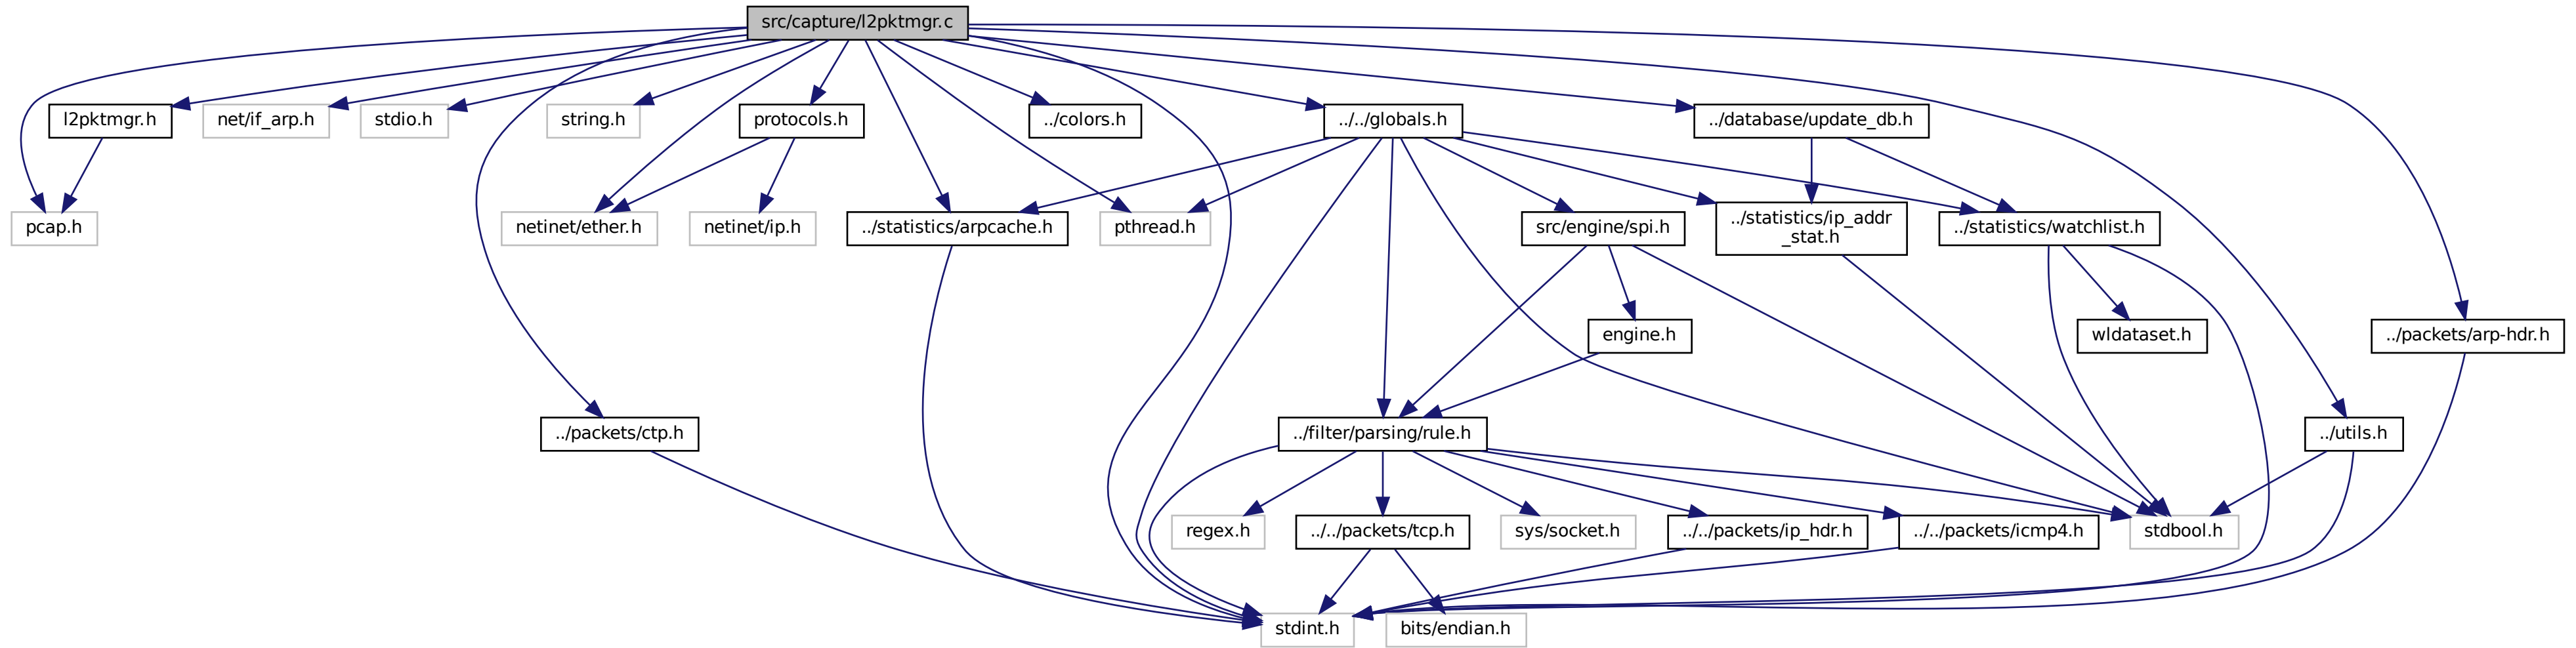 src/capture/l2pktmgr.c
l2pktmgr.h
net/if_arp.h
stdio.h
string.h
protocols.h
../colors.h
../../globals.h
../database/update_db.h
pcap.h
netinet/ether.h
netinet/ip.h
../statistics/arpcache.h
pthread.h
src/engine/spi.h
../statistics/ip_addr
_stat.h
../statistics/watchlist.h
engine.h
wldataset.h
../packets/arp-hdr.h
../packets/ctp.h
../filter/parsing/rule.h
../utils.h
regex.h
../../packets/tcp.h
sys/socket.h
../../packets/ip_hdr.h
../../packets/icmp4.h
stdbool.h
stdint.h
bits/endian.h